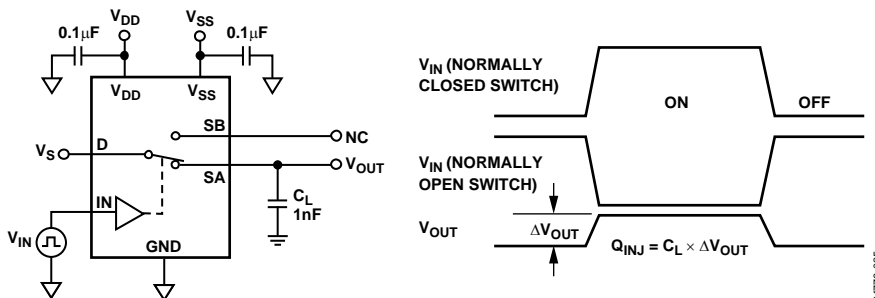 V_DD
V_SS
0.1μF
0.1μF
V_DD
V_SS
SB
NC
V_S
D
SA
V_OUT
C_L
1nF
IN
V_IN
GND
V_IN (NORMALLY
CLOSED SWITCH)
ON
OFF
V_IN (NORMALLY
OPEN SWITCH)
V_OUT
ΔV_OUT
Q_INJ = C_L × ΔV_OUT